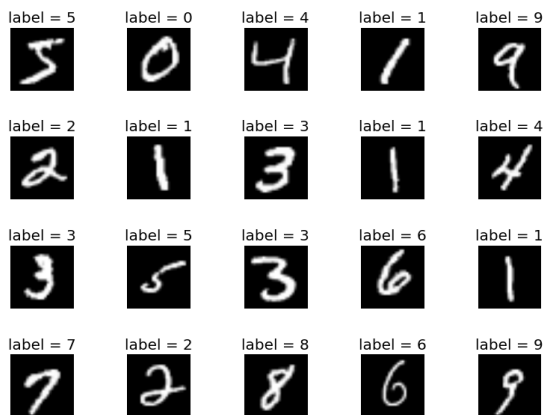 label = 5 label = 0 label = 4 label = 1 label = 9
5 0 4 1 9
label = 2 label = 1 label = 3 label = 1 label = 4
2 1 3 1 4
label = 3 label = 5 label = 3 label = 6 label = 1
3 5 3 6 1
label = 7 label = 2 label = 8 label = 6 label = 9
7 2 8 6 9